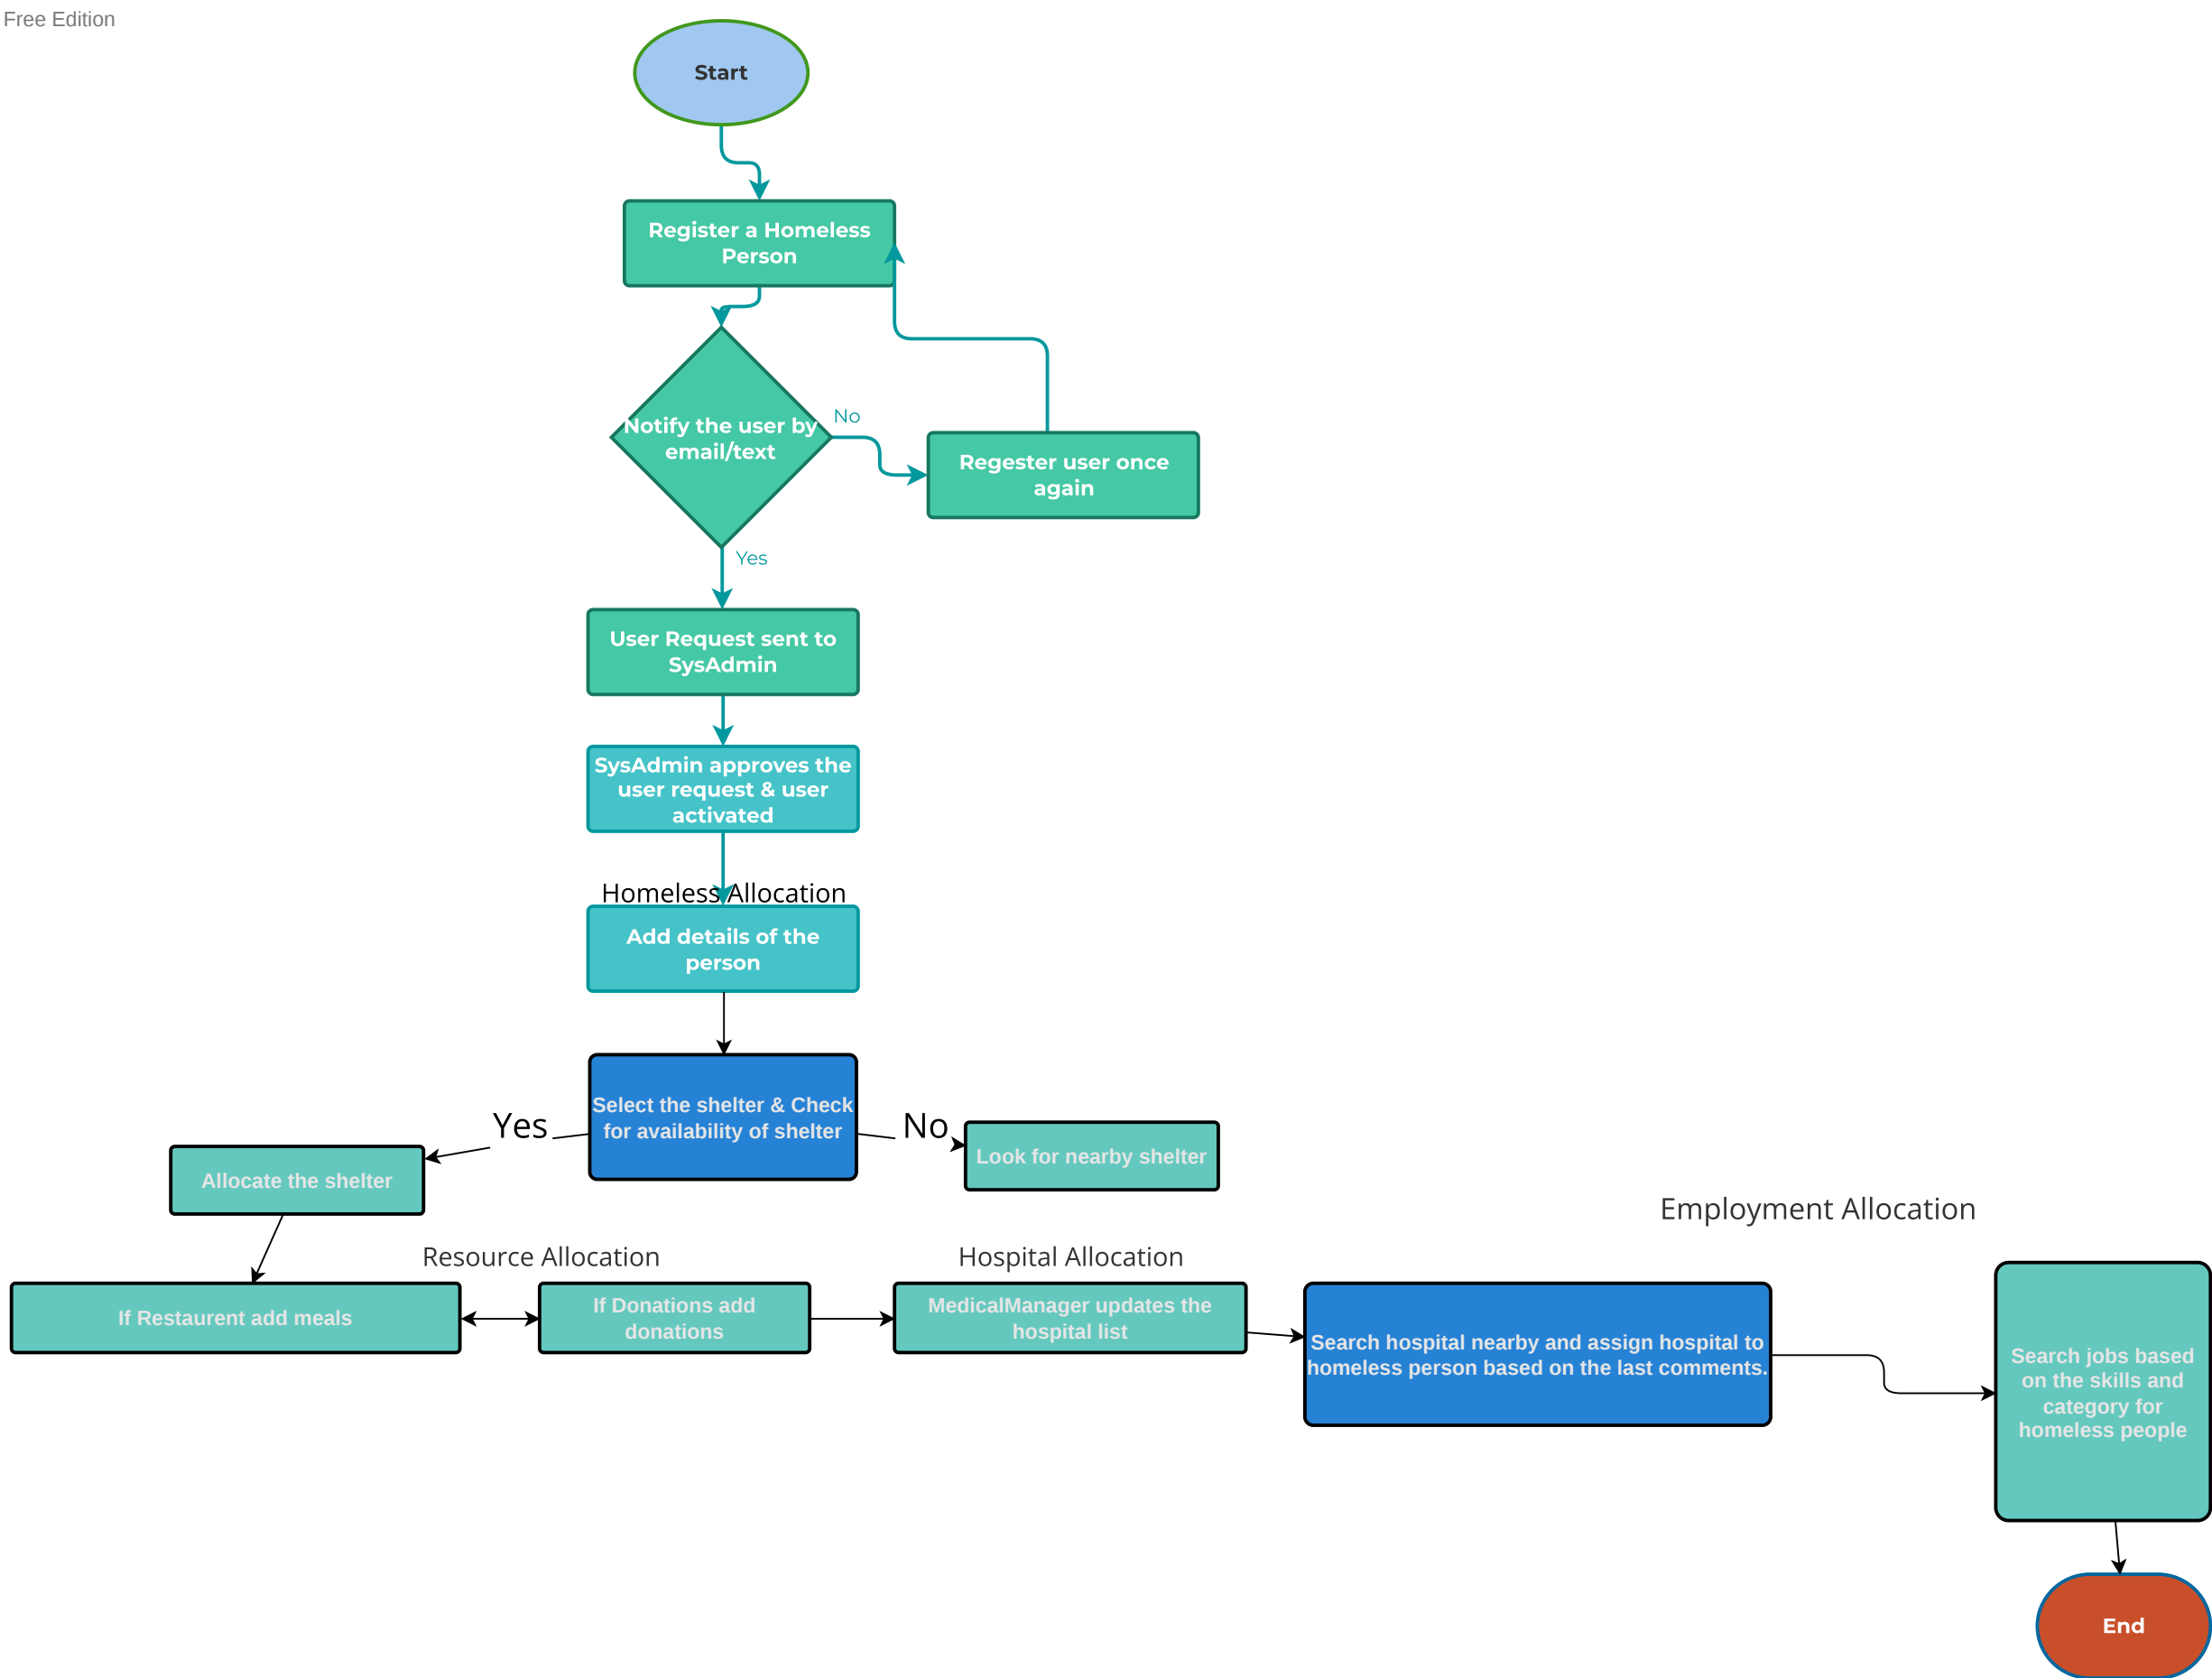 Free Edition
Start
Register a Homeless
Person
Notify the user by
email/text
No
Regester user once
again
Yes
User Request sent to
SysAdmin
SysAdmin approves the
user request & user
activated
Homeless Allocation
Add details of the
person
Select the shelter & Check
for availability of shelter
Yes
No
Allocate the shelter
Look for nearby shelter
Resource Allocation
Hospital Allocation
Employment Allocation
If Restaurent add meals
If Donations add
donations
MedicalManager updates the
hospital list
Search hospital nearby and assign hospital to
homeless person based on the last comments.
Search jobs based
on the skills and
category for
homeless people
End